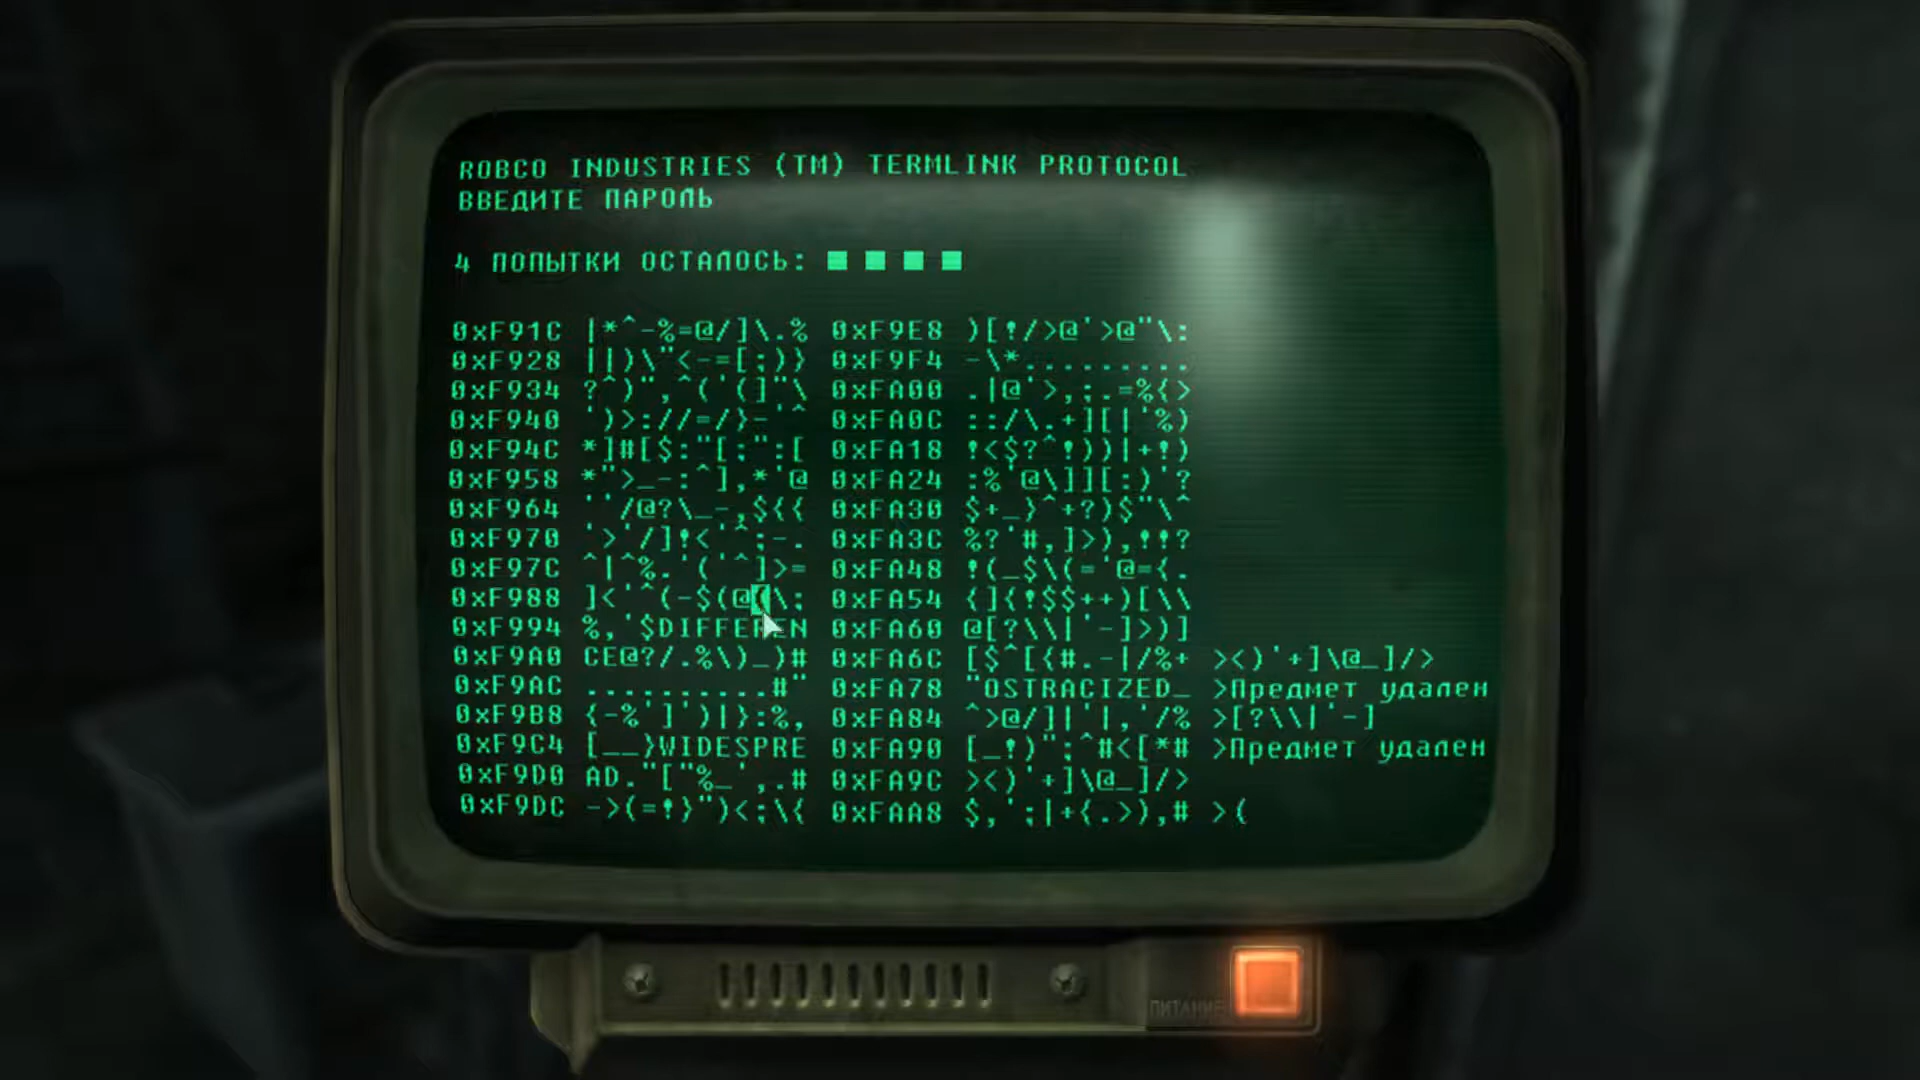 ROBCO INDUSTRIES (TM) TERMLINK PROTOCOL
ВВЕДИТЕ ПАРОЛЬ
4 ПОПЫТКИ ОСТАЛОСЬ:
0xF91C |*^-%=@/]\.% 0xF9E8 )[!/>@'>@"\:
0xF928 ||)\"<-=[;)} 0xF9F4 -\*.........
0xF934 ?^)",^('(]"\ 0xFA00 .|@'>,;.=%{>
0xF940 ')>://=/}-'^ 0xFA0C ::/\.+][|'%)
0xF94C *]#[$:"[:":[ 0xFA18 !<$?^!))|+!)
0xF958 *">_-:^],*'@ 0xFA24 :%'@\]][:)'?
0xF964 ''/@?\_-,${{ 0xFA30 $+_}^+?)$"\^
0xF970 '>'/]!<'^;-. 0xFA3C %?'#,]>),!!?
0xF97C ^|^%.'('^]>= 0xFA48 !(_$\(='@={.
0xF988 ]<'^(-$(@(\: 0xFA54 {]{!$$++)[\\
0xF994 %,'$DIFFEREN 0xFA60 @[?\\|'-]>)]
0xF9A0 CE@?/.%\)_)# 0xFA6C [$^[{#.-|/%+ ><)'+]\@_]/>
0xF9AC ..........#" 0xFA78 "OSTRACIZED_ >Предмет удален
0xF9B8 {-%']')|}:%, 0xFA84 ^>@/]|'|,'/% >[?\\|'-]
0xF9C4 [__}WIDESPRE 0xFA90 [_!)";^#<[*# >Предмет удален
0xF9D0 AD."["%_',.# 0xFA9C ><)'+]\@_]/>
0xF9DC ->(=!}")<;\{ 0xFAA8 $,';|+{.>),# >(
ПИТАНИЕ